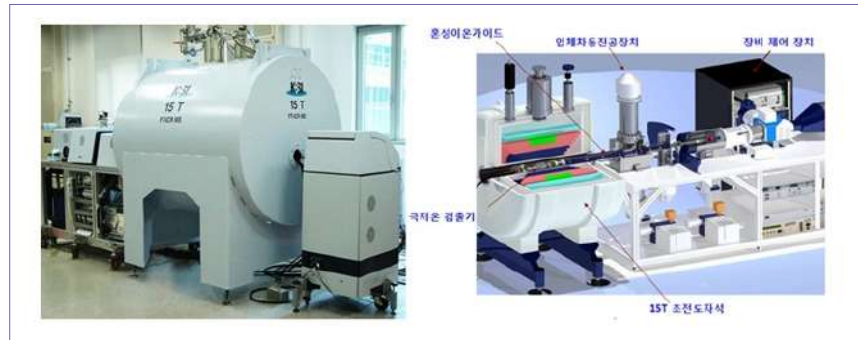 15 T
15 T
FT-ICR MS
혼성이온가이드
인체차동진공장치
장비 제어 장치
극저온 검출기
15T 초전도자석